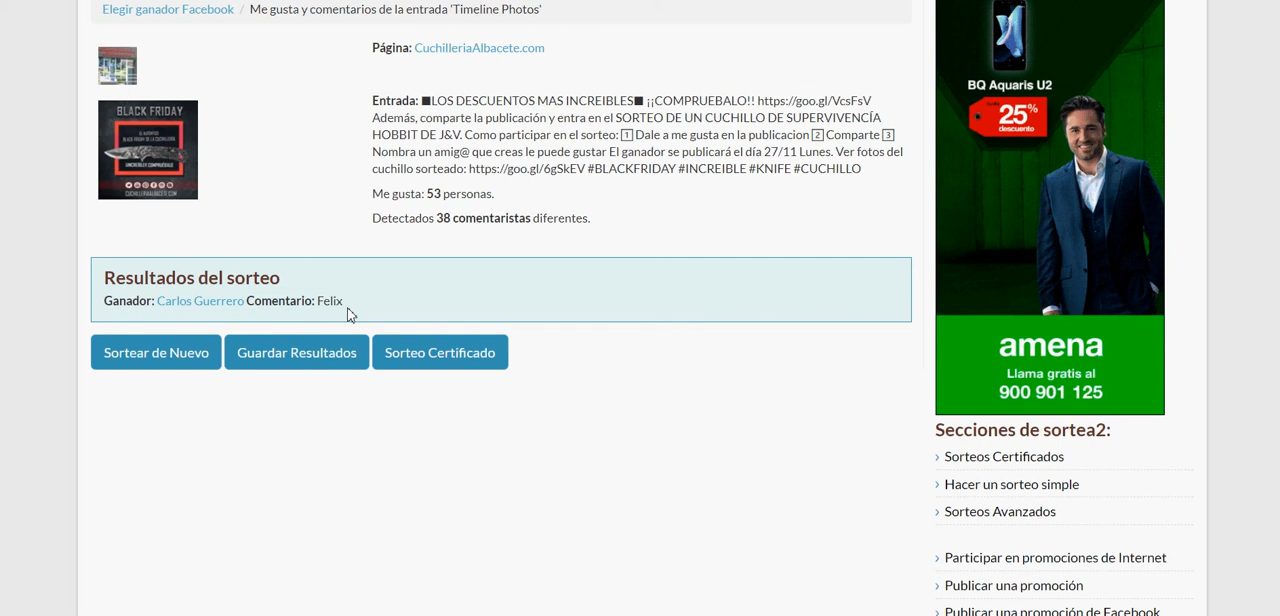 Elegir ganador Facebook / Me gusta y comentarios de la entrada 'Timeline Photos'
Página: CuchilleriaAlbacete.com
BLACK FRIDAY
Entrada: ■LOS DESCUENTOS MAS INCREIBLES■ ¡¡COMPRUEBALO!! https://goo.gl/VcsFsV
Además, comparte la publicación y entra en el SORTEO DE UN CUCHILLO DE SUPERVIVENCÍA
HOBBIT DE J&V. Como participar en el sorteo: 1 Dale a me gusta en la publicacion 2 Comparte 3
Nombra un amig@ que creas le puede gustar El ganador se publicará el día 27/11 Lunes. Ver fotos del
cuchillo sorteado: https://goo.gl/6gSkEV #BLACKFRIDAY #INCREIBLE #KNIFE #CUCHILLO
Me gusta: 53 personas.
Detectados 38 comentaristas diferentes.
Resultados del sorteo
Ganador: Carlos Guerrero Comentario: Felix
Sortear de Nuevo Guardar Resultados Sorteo Certificado
BQ Aquaris U2
25%
descuento
amena
Llama gratis al
900 901 125
Secciones de sortea2:
› Sorteos Certificados
› Hacer un sorteo simple
› Sorteos Avanzados
› Participar en promociones de Internet
› Publicar una promoción
› Publicar una promoción de Facebook